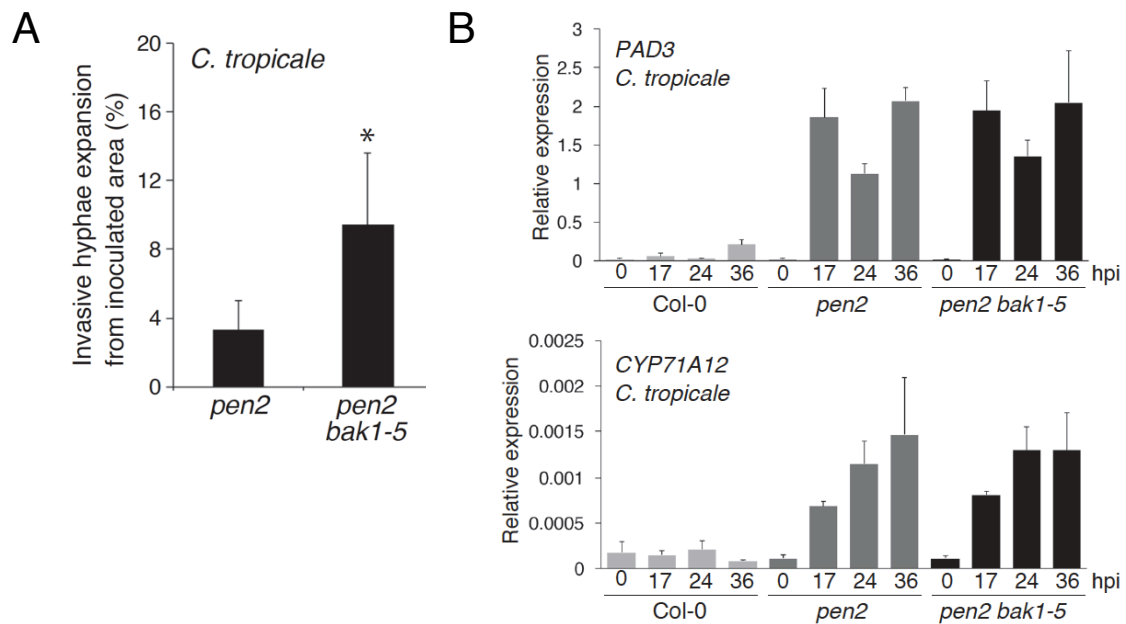 A
Invasive hyphae expansion
from inoculated area (%)
20
16
12
8
4
0
C. tropicale
*
pen2
pen2
bak1-5
B
Relative expression
3
2.5
2
1.5
1
0.5
0
PAD3
C. tropicale
0 17 24 36 0 17 24 36 0 17 24 36 hpi
Col-0 pen2 pen2 bak1-5
Relative expression
0.0025
0.002
0.0015
0.001
0.0005
0
CYP71A12
C. tropicale
0 17 24 36 0 17 24 36 0 17 24 36 hpi
Col-0 pen2 pen2 bak1-5